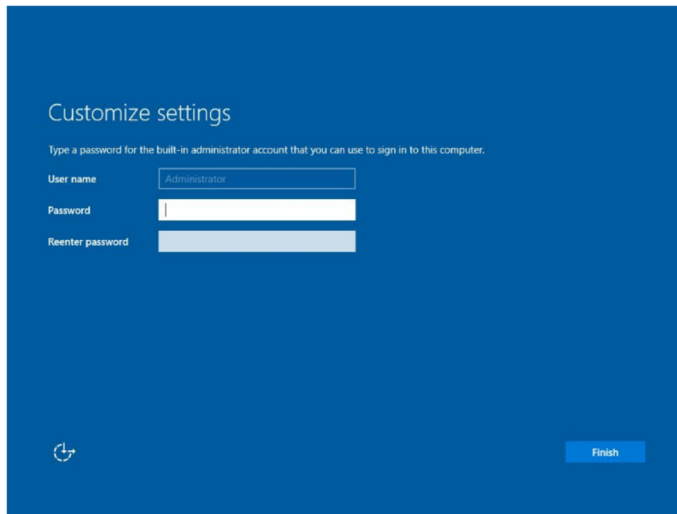 Customize settings
Type a password for the built-in administrator account that you can use to sign in to this computer.
User name
Administrator
Password
Reenter password
Finish